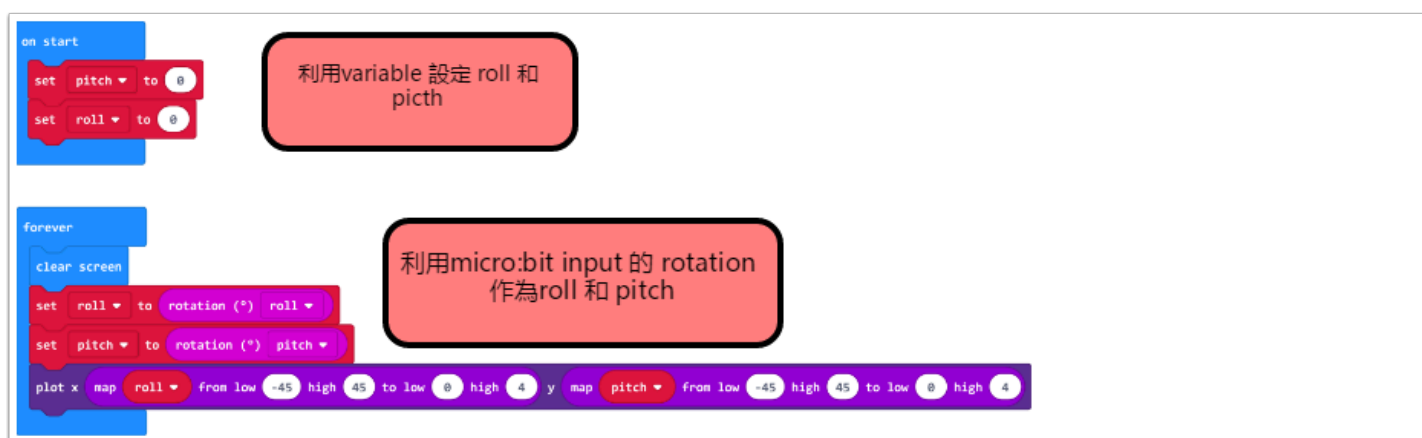 on start
set pitch to 0
set roll to 0
利用variable 設定 roll 和
picth
forever
clear screen
set roll to rotation (°) roll
set pitch to rotation (°) pitch
plot x map roll from low -45 high 45 to low 0 high 4 y map pitch from low -45 high 45 to low 0 high 4
利用micro:bit input 的 rotation
作為roll 和 pitch